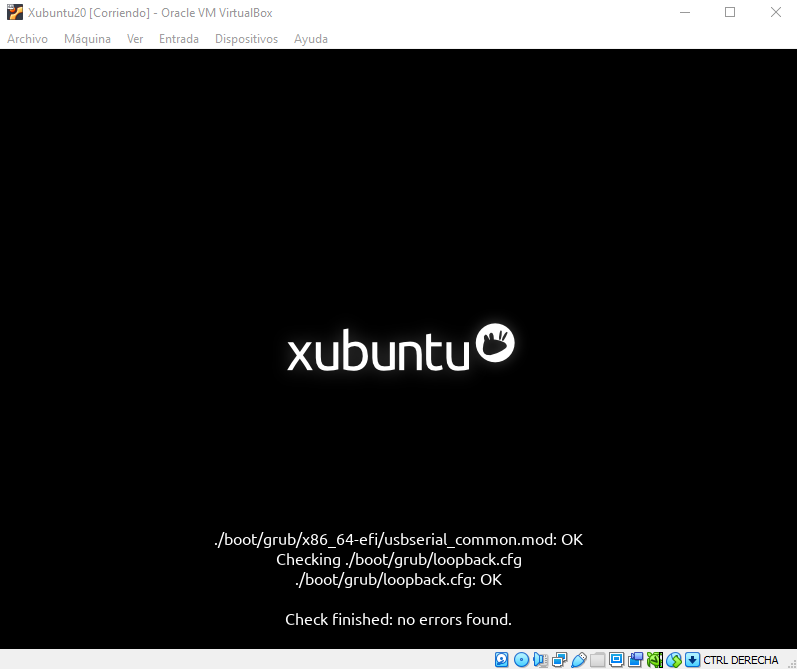 Xubuntu20 [Corriendo] - Oracle VM VirtualBox
Archivo Máquina Ver Entrada Dispositivos Ayuda
xubuntu
./boot/grub/x86_64-efi/usbserial_common.mod: OK
Checking ./boot/grub/loopback.cfg
./boot/grub/loopback.cfg: OK
Check finished: no errors found.
CTRL DERECHA